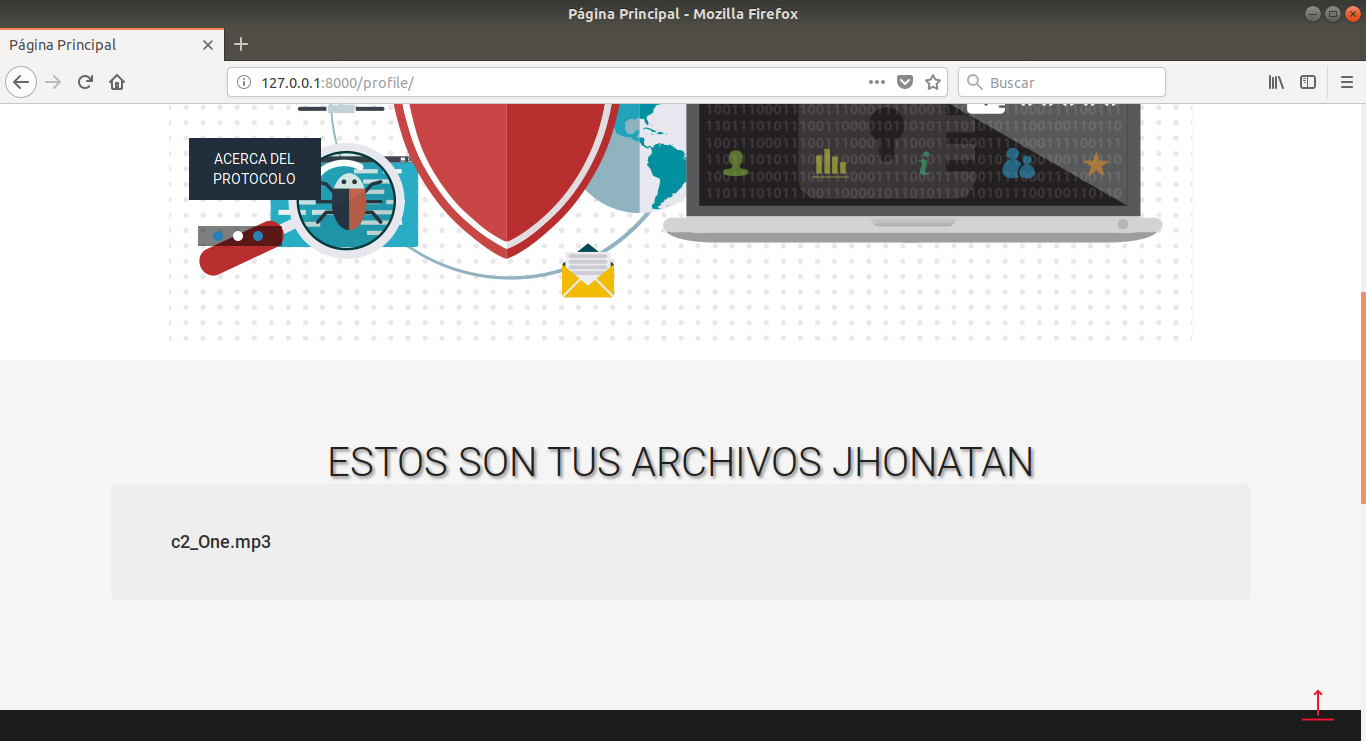 Página Principal - Mozilla Firefox
Página Principal
127.0.0.1:8000/profile/
Buscar
ACERCA DEL
PROTOCOLO
ESTOS SON TUS ARCHIVOS JHONATAN
c2_One.mp3